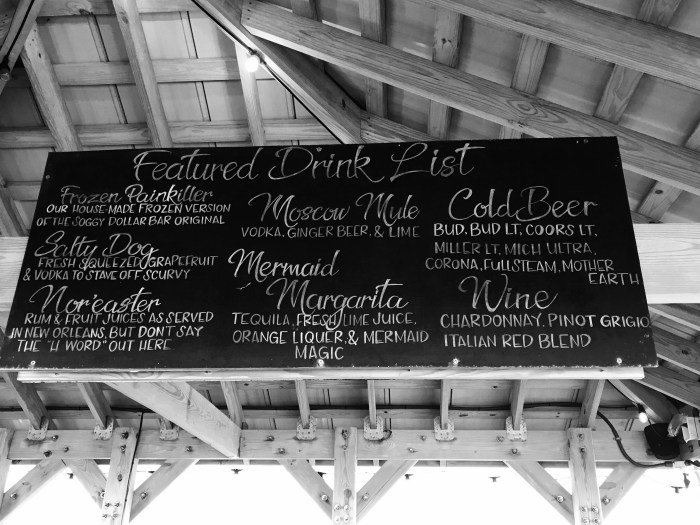 Featured Drink List
Frozen Painkiller
OUR HOUSE-MADE FROZEN VERSION
OF THE SOGGY DOLLAR BAR ORIGINAL
Salty Dog
FRESH SQUEEZED GRAPEFRUIT
& VODKA TO STAVE OFF SCURVY
Nor'easter
RUM & FRUIT JUICES AS SERVED
IN NEW ORLEANS, BUT DON'T SAY
THE "H WORD" OUT HERE
Moscow Mule
VODKA, GINGER BEER, & LIME
Mermaid
Margarita
TEQUILA, FRESH LIME JUICE,
ORANGE LIQUER, & MERMAID
MAGIC
Cold Beer
BUD, BUD LT, COORS LT,
MILLER LT, MICH ULTRA,
CORONA, FULLSTEAM, MOTHER
EARTH
Wine
CHARDONNAY, PINOT GRIGIO
ITALIAN RED BLEND